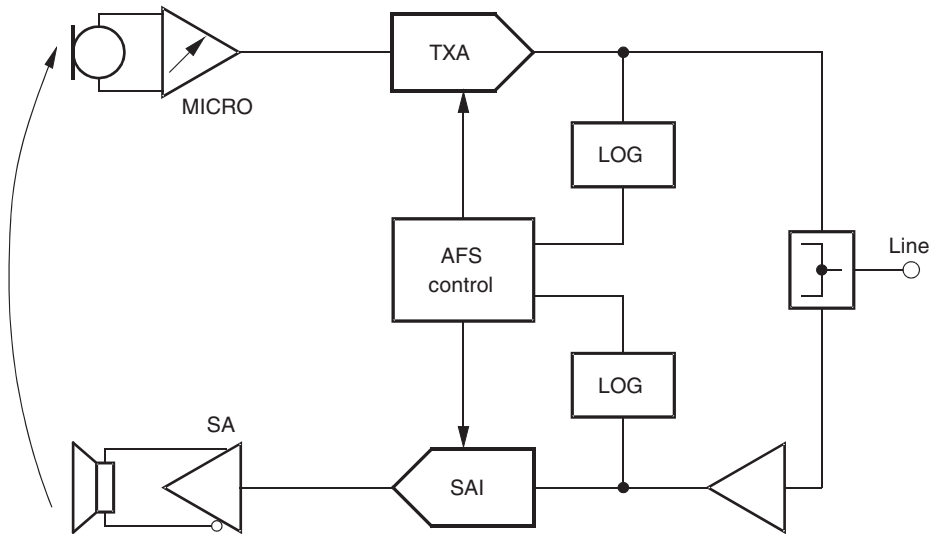 TXA
MICRO
LOG
AFS
control
Line
LOG
SA
SAI